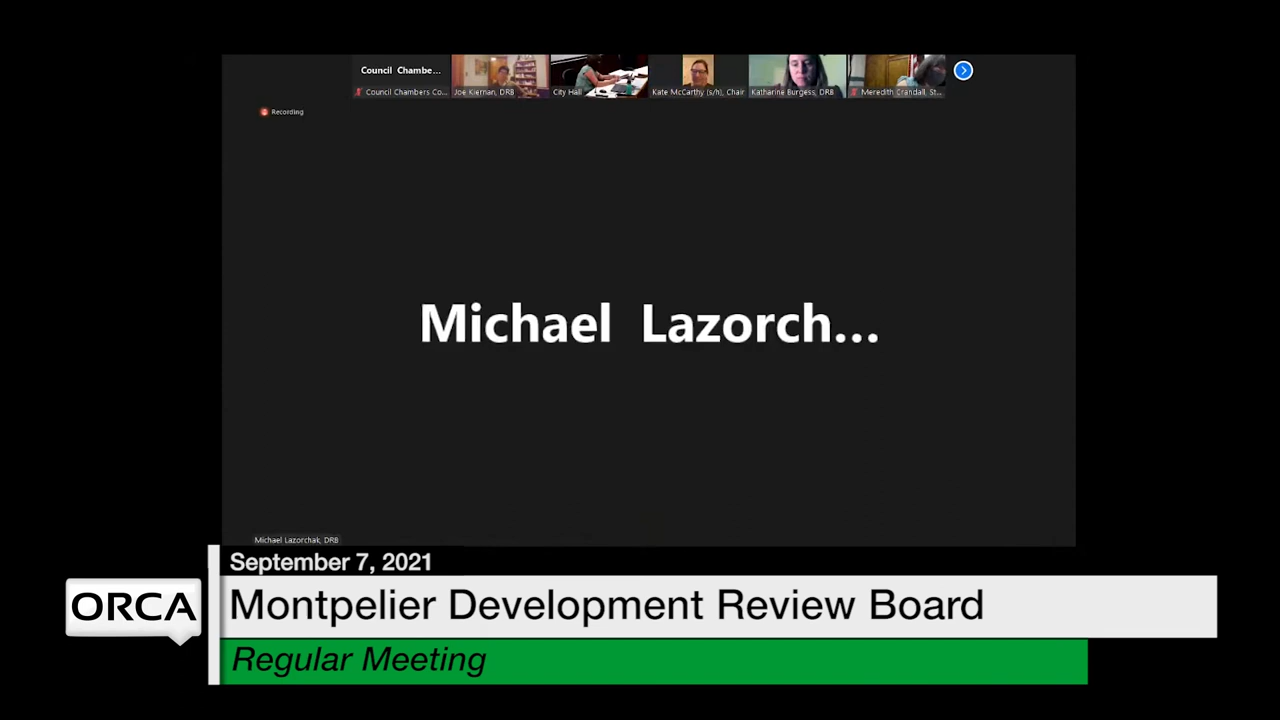 Council Chambe...
Council Chambers Co...
Joe Kiernan, DRB
City Hall
Kate McCarthy (s/h), Chair
Katharine Burgess, DRB
Meredith Crandall, St...
Recording
Michael Lazorch...
Michael Lazorchak, DRB
September 7, 2021
ORCA
Montpelier Development Review Board
Regular Meeting